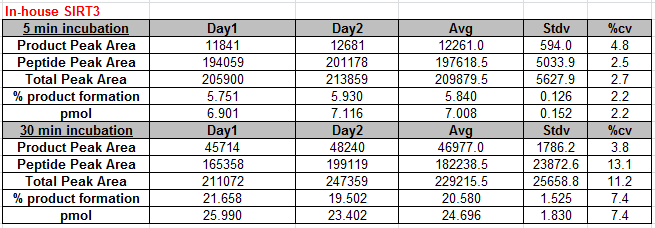 In-house SIRT3
5 min incubation Day1 Day2 Avg Stdv %cv
Product Peak Area 11841 12681 12261.0 594.0 4.8
Peptide Peak Area 194059 201178 197618.5 5033.9 2.5
Total Peak Area 205900 213859 209879.5 5627.9 2.7
% product formation 5.751 5.930 5.840 0.126 2.2
pmol 6.901 7.116 7.008 0.152 2.2
30 min incubation Day1 Day2 Avg Stdv %cv
Product Peak Area 45714 48240 46977.0 1786.2 3.8
Peptide Peak Area 165358 199119 182238.5 23872.6 13.1
Total Peak Area 211072 247359 229215.5 25658.8 11.2
% product formation 21.658 19.502 20.580 1.525 7.4
pmol 25.990 23.402 24.696 1.830 7.4